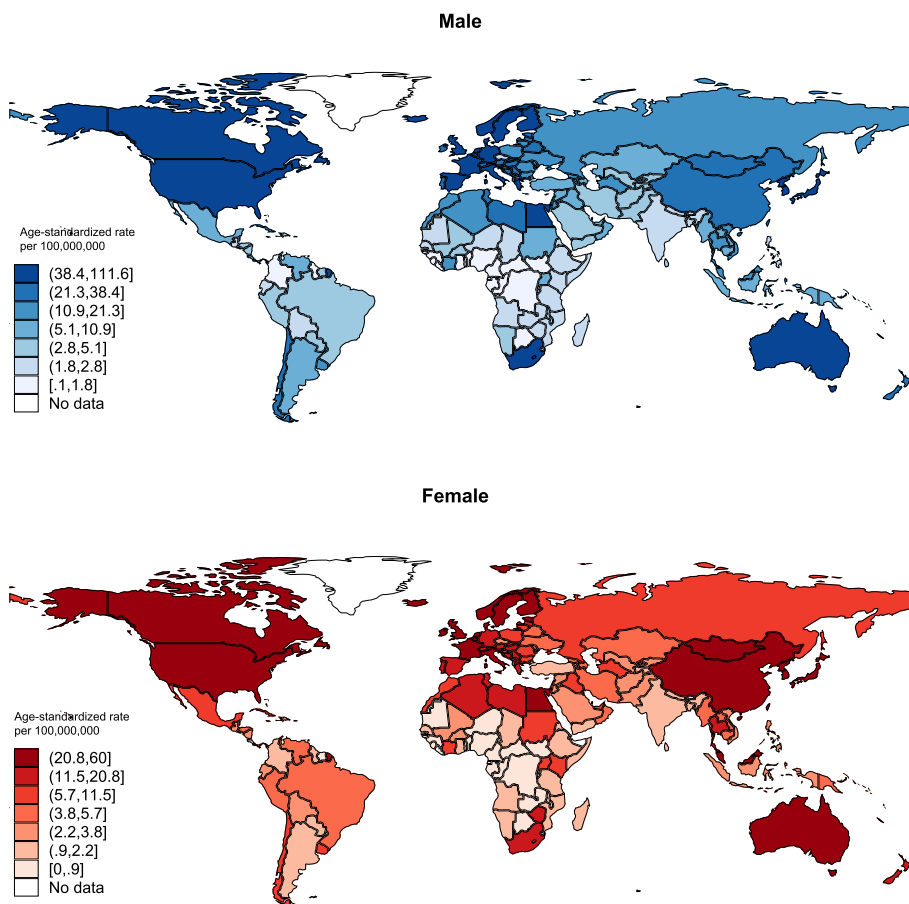 Male
Age-standardized rate
per 100,000,000
(38.4,111.6]
(21.3,38.4]
(10.9,21.3]
(5.1,10.9]
(2.8,5.1]
(1.8,2.8]
[.1,1.8]
No data
Female
Age-standardized rate
per 100,000,000
(20.8,60]
(11.5,20.8]
(5.7,11.5]
(3.8,5.7]
(2.2,3.8]
(.9,2.2]
[0,.9]
No data